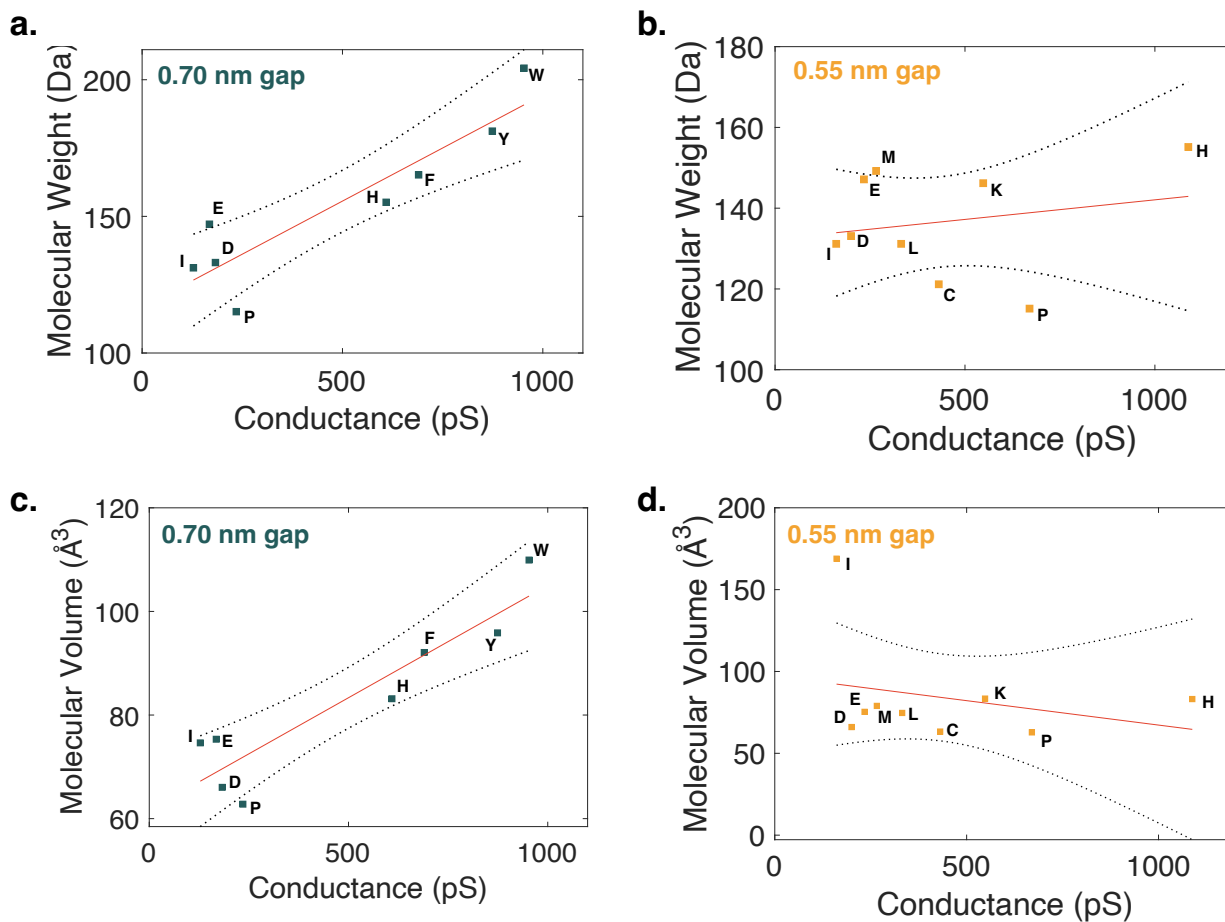 a.
0.70 nm gap
Molecular Weight (Da)
200
150
100
W
Y
F
H
E
D
I
P
0
500
1000
Conductance (pS)
b.
0.55 nm gap
Molecular Weight (Da)
180
160
140
120
100
H
M
E
K
D
I
L
C
P
0
500
1000
Conductance (pS)
c.
0.70 nm gap
Molecular Volume (Å³)
120
100
80
60
W
F
Y
H
I
E
D
P
0
500
1000
Conductance (pS)
d.
0.55 nm gap
Molecular Volume (Å³)
200
150
100
50
0
I
E
K
H
D
M
L
C
P
0
500
1000
Conductance (pS)